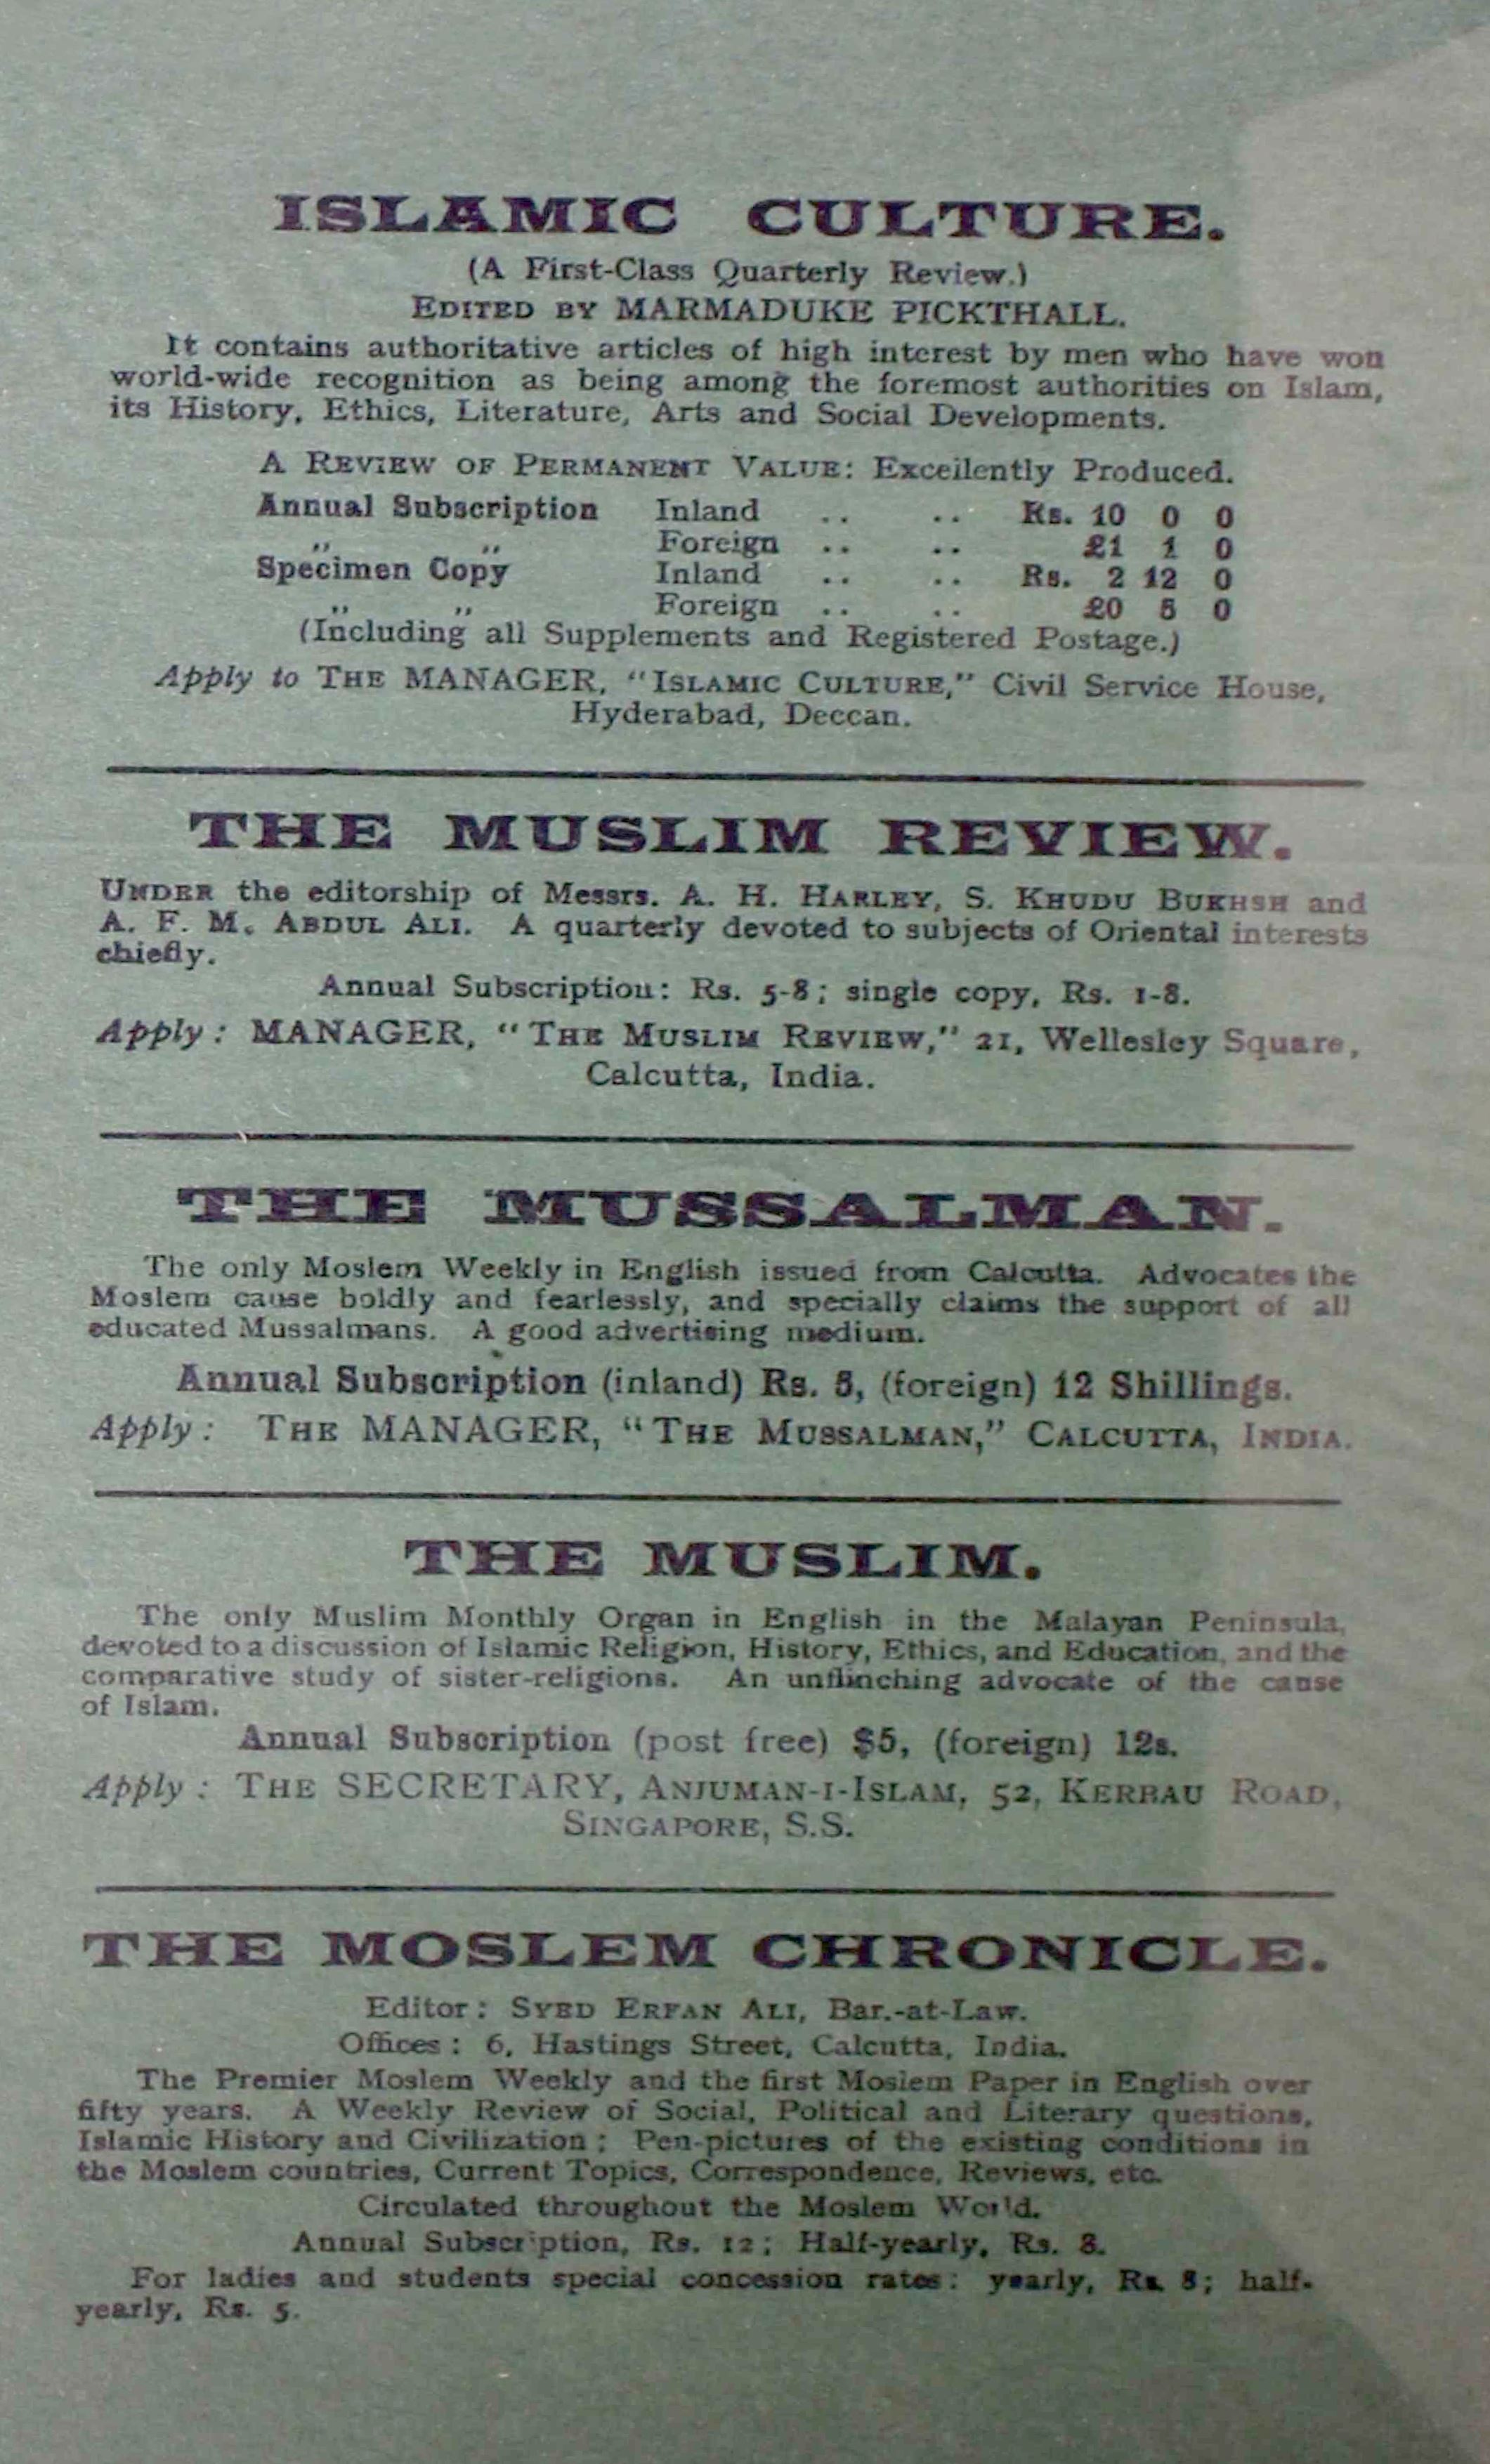 ISLAMIC CULTURE.
(A First-Class Quarterly Review.)
EDITED BY MARMADUKE PICKTHALL.
It contains authoritative articles of high interest by men who have won
world-wide recognition as being among the foremost authorities on Islam,
its History, Ethics, Literature, Arts and Social Developments.
A REVIEW OF PERMANENT VALUE: Excellently Produced.
Annual Subscription Inland .. .. Rs. 10 0 0
,, ,, Foreign .. .. £1 1 0
Specimen Copy Inland .. .. Rs. 2 12 0
,, ,, Foreign .. .. £0 5 0
(Including all Supplements and Registered Postage.)
Apply to THE MANAGER, "ISLAMIC CULTURE," Civil Service House,
Hyderabad, Deccan.
THE MUSLIM REVIEW.
UNDER the editorship of Messrs. A. H. HARLEY, S. KHUDU BUKHSH and
A. F. M. ABDUL ALI. A quarterly devoted to subjects of Oriental interests
chiefly.
Annual Subscription: Rs. 5-8; single copy, Rs. 1-8.
Apply: MANAGER, "THE MUSLIM REVIEW," 21, Wellesley Square,
Calcutta, India.
THE MUSSALMAN.
The only Moslem Weekly in English issued from Calcutta. Advocates the
Moslem cause boldly and fearlessly, and specially claims the support of all
educated Mussalmans. A good advertising medium.
Annual Subscription (inland) Rs. 5, (foreign) 12 Shillings.
Apply: THE MANAGER, "THE MUSSALMAN," CALCUTTA, INDIA.
THE MUSLIM.
The only Muslim Monthly Organ in English in the Malayan Peninsula,
devoted to a discussion of Islamic Religion, History, Ethics, and Education, and the
comparative study of sister-religions. An unflinching advocate of the cause
of Islam.
Annual Subscription (post free) $5, (foreign) 12s.
Apply: THE SECRETARY, ANJUMAN-I-ISLAM, 52, KERBAU ROAD,
SINGAPORE, S.S.
THE MOSLEM CHRONICLE.
Editor: SYED ERFAN ALI, Bar.-at-Law.
Offices: 6, Hastings Street, Calcutta, India.
The Premier Moslem Weekly and the first Moslem Paper in English over
fifty years. A Weekly Review of Social, Political and Literary questions,
Islamic History and Civilization; Pen-pictures of the existing conditions in
the Moslem countries, Current Topics, Correspondence, Reviews, etc.
Circulated throughout the Moslem World.
Annual Subscription, Rs. 12; Half-yearly, Rs. 8.
For ladies and students special concession rates: yearly, Rs. 8; half-
yearly, Rs. 5.